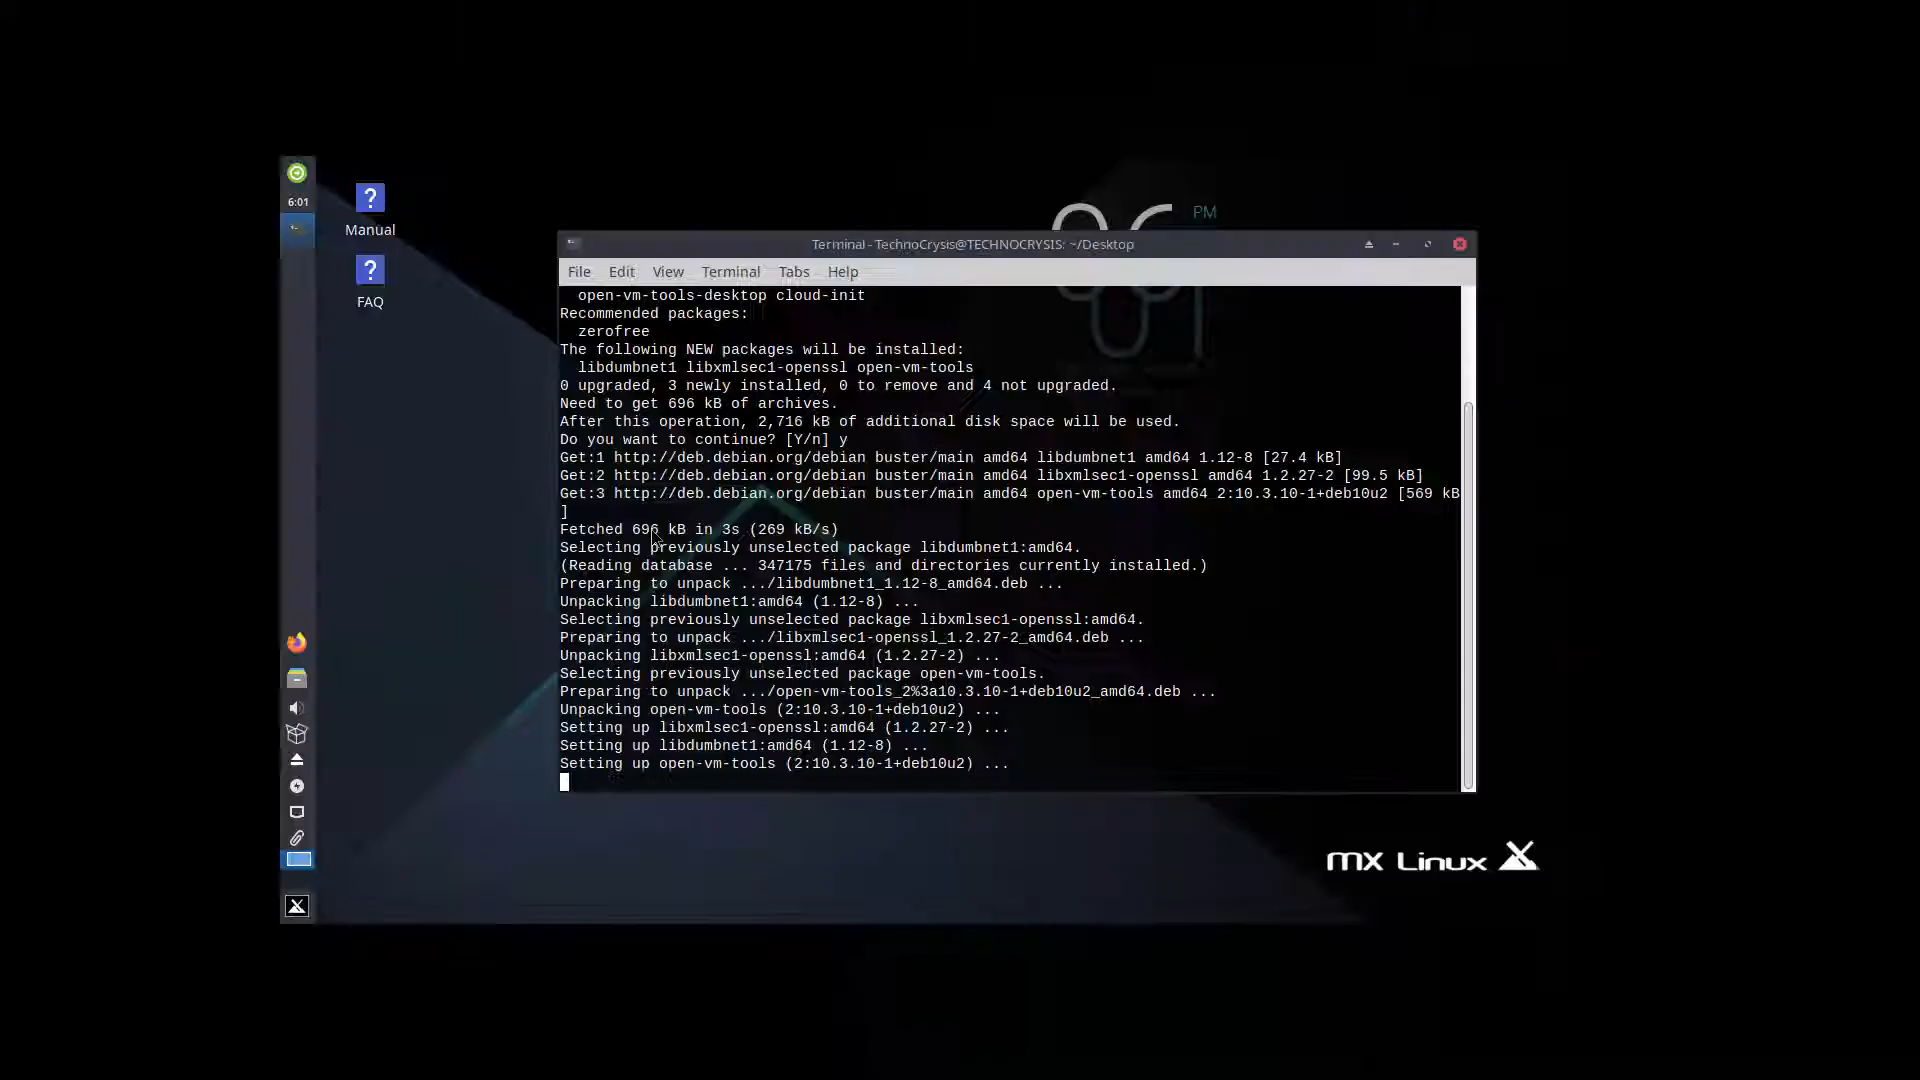 6:01
Manual
FAQ
PM
Terminal - TechnoCrysis@TECHNOCRYSIS: ~/Desktop
File Edit View Terminal Tabs Help
open-vm-tools-desktop cloud-init
Recommended packages:
zerofree
The following NEW packages will be installed:
libdumbnet1 libxmlsec1-openssl open-vm-tools
0 upgraded, 3 newly installed, 0 to remove and 4 not upgraded.
Need to get 696 kB of archives.
After this operation, 2,716 kB of additional disk space will be used.
Do you want to continue? [Y/n] y
Get:1 http://deb.debian.org/debian buster/main amd64 libdumbnet1 amd64 1.12-8 [27.4 kB]
Get:2 http://deb.debian.org/debian buster/main amd64 libxmlsec1-openssl amd64 1.2.27-2 [99.5 kB]
Get:3 http://deb.debian.org/debian buster/main amd64 open-vm-tools amd64 2:10.3.10-1+deb10u2 [569 kB
]
Fetched 696 kB in 3s (269 kB/s)
Selecting previously unselected package libdumbnet1:amd64.
(Reading database ... 347175 files and directories currently installed.)
Preparing to unpack .../libdumbnet1_1.12-8_amd64.deb ...
Unpacking libdumbnet1:amd64 (1.12-8) ...
Selecting previously unselected package libxmlsec1-openssl:amd64.
Preparing to unpack .../libxmlsec1-openssl_1.2.27-2_amd64.deb ...
Unpacking libxmlsec1-openssl:amd64 (1.2.27-2) ...
Selecting previously unselected package open-vm-tools.
Preparing to unpack .../open-vm-tools_2%3a10.3.10-1+deb10u2_amd64.deb ...
Unpacking open-vm-tools (2:10.3.10-1+deb10u2) ...
Setting up libxmlsec1-openssl:amd64 (1.2.27-2) ...
Setting up libdumbnet1:amd64 (1.12-8) ...
Setting up open-vm-tools (2:10.3.10-1+deb10u2) ...
mx Linux